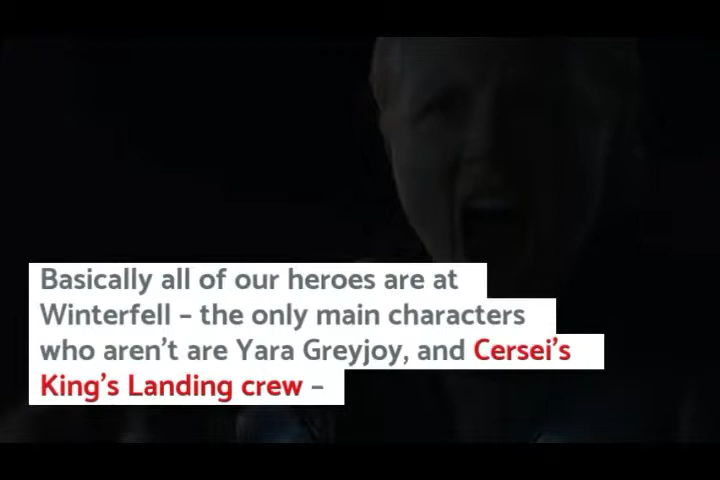 Basically all of our heroes are at
Winterfell – the only main characters
who aren’t are Yara Greyjoy, and Cersei’s
King’s Landing crew –